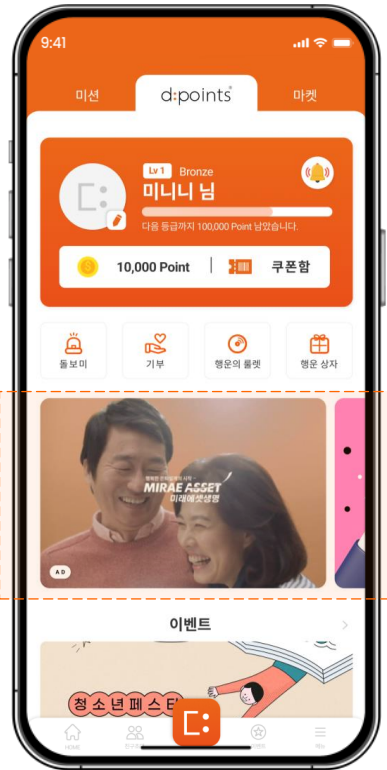 9:41
미션
d:points
마켓
Lv 1 Bronze
미니니 님
다음 등급까지 100,000 Point 남았습니다.
10,000 Point
쿠폰함
돌보미
기부
행운의 룰렛
행운 상자
MIRAE ASSET
미래에셋생명
AD
이벤트
청소년페스티
HOME